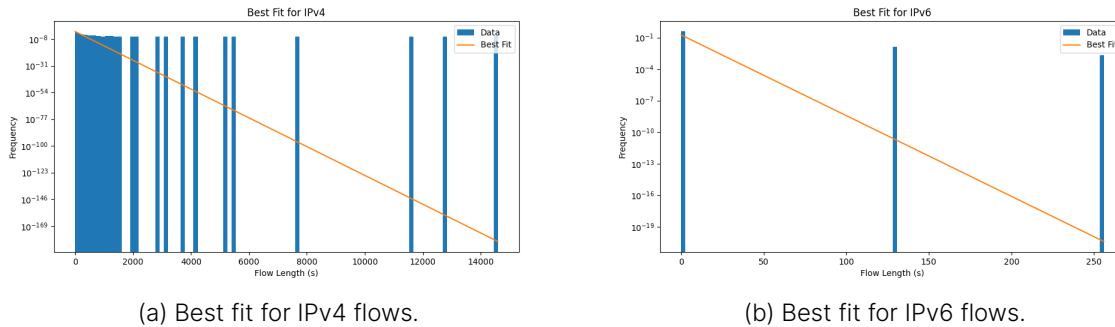 Best Fit for IPv4
Data
Best Fit
10⁻⁸
10⁻³¹
10⁻⁵⁴
10⁻⁷⁷
10⁻¹⁰⁰
10⁻¹²³
10⁻¹⁴⁶
10⁻¹⁶⁹
Frequency
0 2000 4000 6000 8000 10000 12000 14000
Flow Length (s)
(a) Best fit for IPv4 flows.
Best Fit for IPv6
Data
Best Fit
10⁻¹
10⁻⁴
10⁻⁷
10⁻¹⁰
10⁻¹³
10⁻¹⁶
10⁻¹⁹
Frequency
0 50 100 150 200 250
Flow Length (s)
(b) Best fit for IPv6 flows.